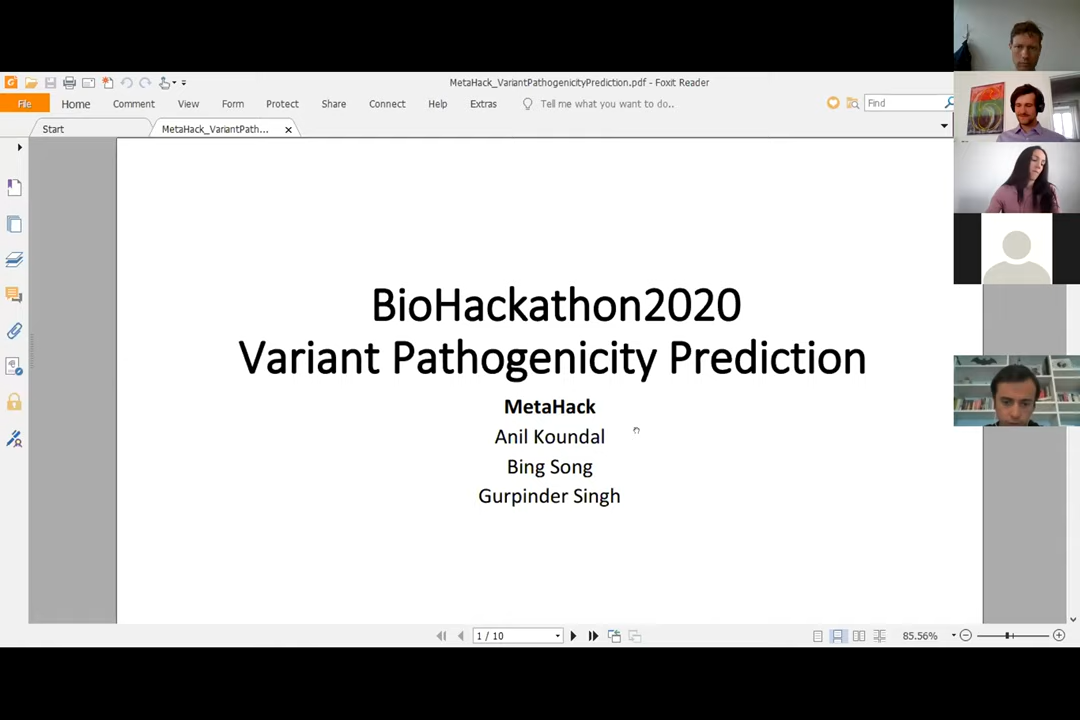 MetaHack_VariantPathogenicityPrediction.pdf - Foxit Reader
File Home Comment View Form Protect Share Connect Help Extras Tell me what you want to do.. Find
Start MetaHack_VariantPath...
BioHackathon2020
Variant Pathogenicity Prediction
MetaHack
Anil Koundal
Bing Song
Gurpinder Singh
1 / 10 85.56%